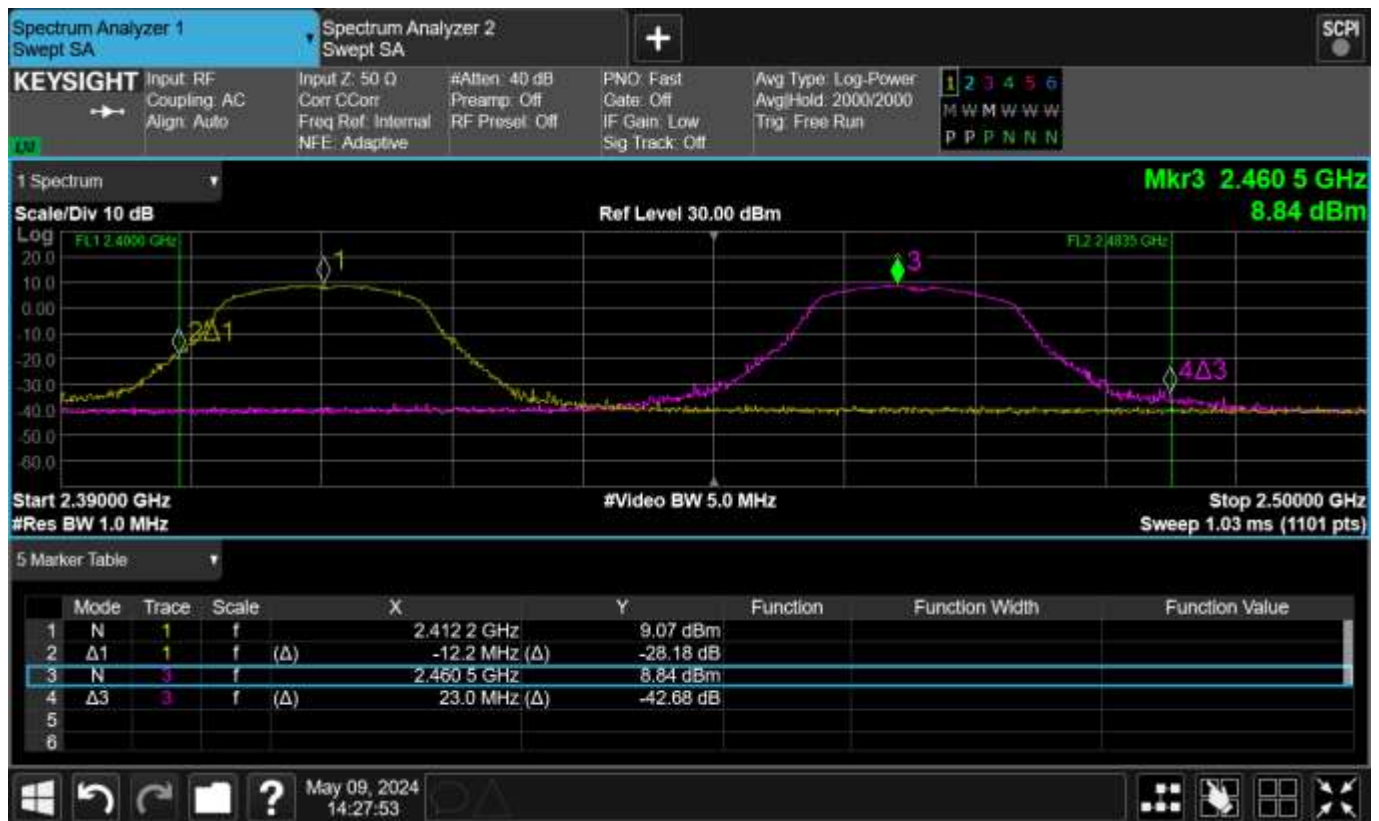 Spectrum Analyzer 1
Swept SA
Spectrum Analyzer 2
Swept SA
+
SCPI
KEYSIGHT
Input: RF
Coupling: AC
Align: Auto
Input Z: 50 Ω
Corr CCorr
Freq Ref: Internal
NFE: Adaptive
#Atten: 40 dB
Preamp: Off
RF Presel: Off
PNO: Fast
Gate: Off
IF Gain: Low
Sig Track: Off
Avg Type: Log-Power
Avg|Hold: 2000/2000
Trig: Free Run
1 2 3 4 5 6
M W M W W W
P P P N N N
1 Spectrum
Mkr3 2.460 5 GHz
Scale/Div 10 dB
Ref Level 30.00 dBm
8.84 dBm
Log
FL1 2.4000 GHz
FL2 2.4835 GHz
20.0
10.0
0.00
-10.0
-20.0
-30.0
-40.0
-50.0
-60.0
1
2Δ1
3
4Δ3
Start 2.39000 GHz
#Video BW 5.0 MHz
Stop 2.50000 GHz
#Res BW 1.0 MHz
Sweep 1.03 ms (1101 pts)
5 Marker Table
Mode Trace Scale X Y Function Function Width Function Value
1 N 1 f 2.412 2 GHz 9.07 dBm
2 Δ1 1 f (Δ) -12.2 MHz (Δ) -28.18 dB
3 N 3 f 2.460 5 GHz 8.84 dBm
4 Δ3 3 f (Δ) 23.0 MHz (Δ) -42.68 dB
5
6
?
May 09, 2024
14:27:53